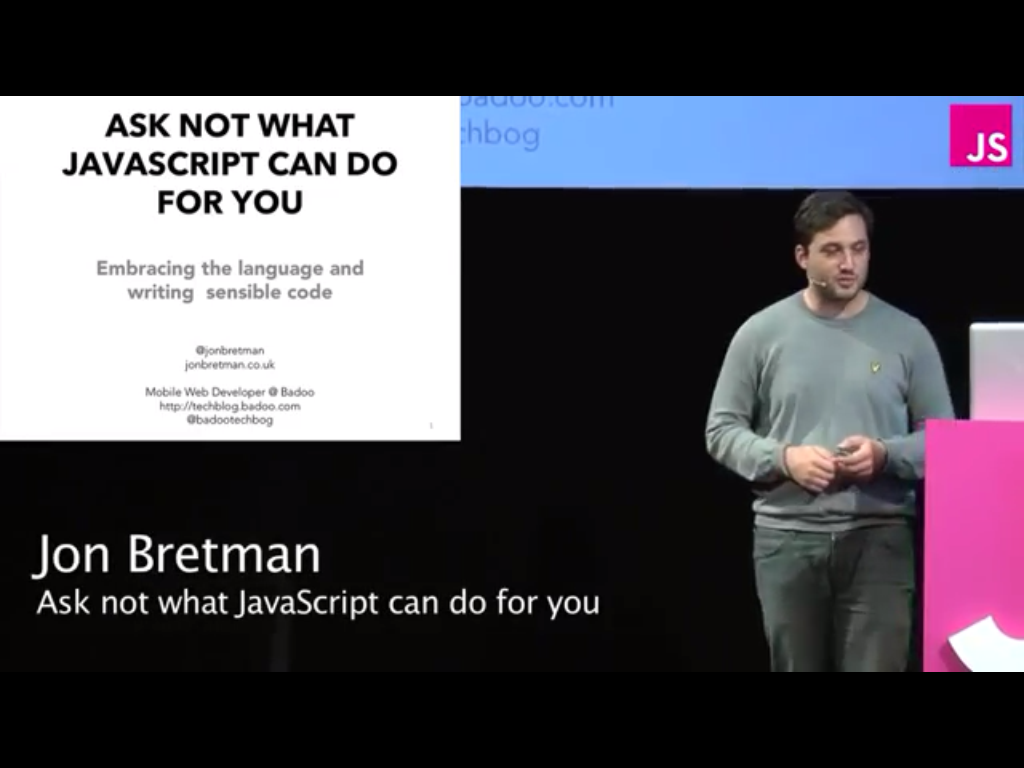 ASK NOT WHAT
JAVASCRIPT CAN DO
FOR YOU
Embracing the language and
writing sensible code
@jonbretman
jonbretman.co.uk
Mobile Web Developer @ Badoo
http://techblog.badoo.com
@badootechbog
1
badoo.com
chbog
JS
Jon Bretman
Ask not what JavaScript can do for you